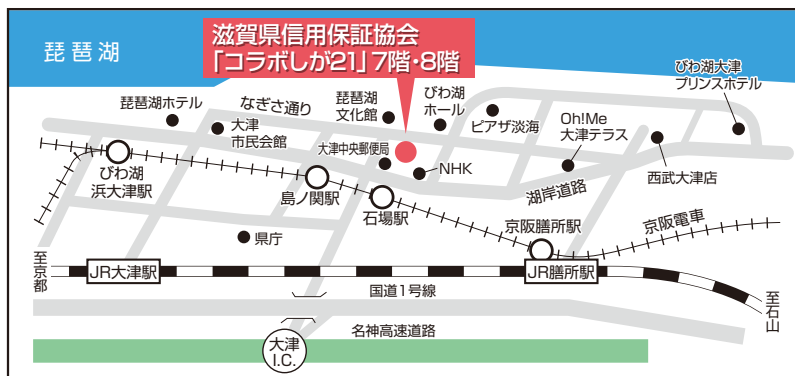 琵琶湖
滋賀県信用保証協会
「コラボしが21」7階・8階
琵琶湖ホテル
なぎさ通り
琵琶湖
文化館
びわ湖
ホール
びわ湖大津
プリンスホテル
大津
市民会館
ピアザ淡海
Oh!Me
大津テラス
大津中央郵便局
NHK
西武大津店
びわ湖
浜大津駅
島ノ関駅
石場駅
湖岸道路
京阪膳所駅
京阪電車
県庁
至京都
JR大津駅
JR膳所駅
国道1号線
至石山
名神高速道路
大津
I.C.